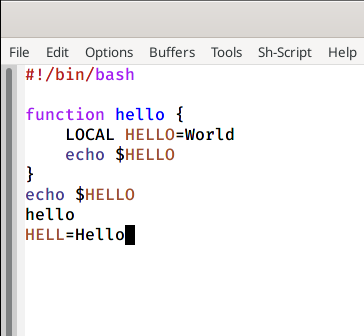 File Edit Options Buffers Tools Sh-Script Help
#!/bin/bash
function hello {
    LOCAL HELLO=World
    echo $HELLO
}
echo $HELLO
hello
HELL=Hello